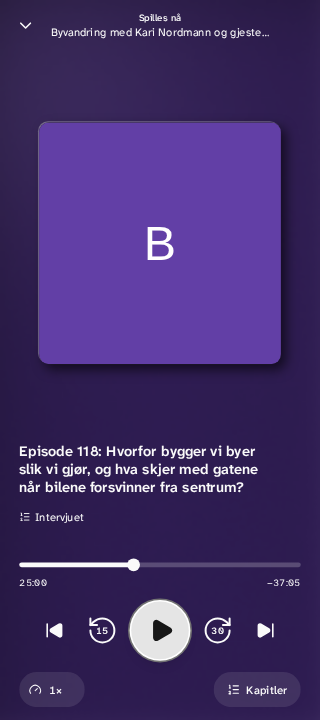 Spilles nå
Byvandring med Kari Nordmann og gjeste…
B
Episode 118: Hvorfor bygger vi byer
slik vi gjør, og hva skjer med gatene
når bilene forsvinner fra sentrum?
Intervjuet
25:00
−37:05
15
30
1×
Kapitler